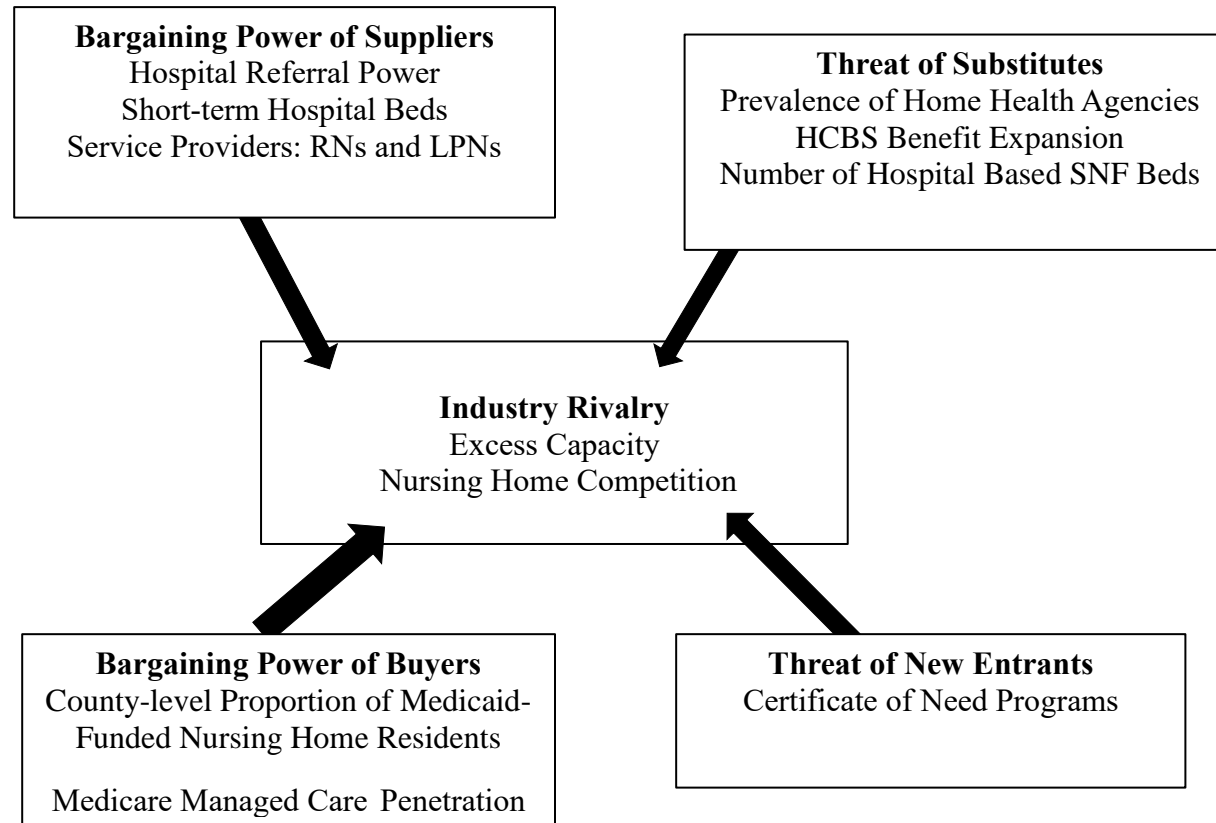 Bargaining Power of Suppliers
Hospital Referral Power
Short-term Hospital Beds
Service Providers: RNs and LPNs
Threat of Substitutes
Prevalence of Home Health Agencies
HCBS Benefit Expansion
Number of Hospital Based SNF Beds
Industry Rivalry
Excess Capacity
Nursing Home Competition
Bargaining Power of Buyers
County-level Proportion of Medicaid-
Funded Nursing Home Residents
Medicare Managed Care Penetration
Threat of New Entrants
Certificate of Need Programs